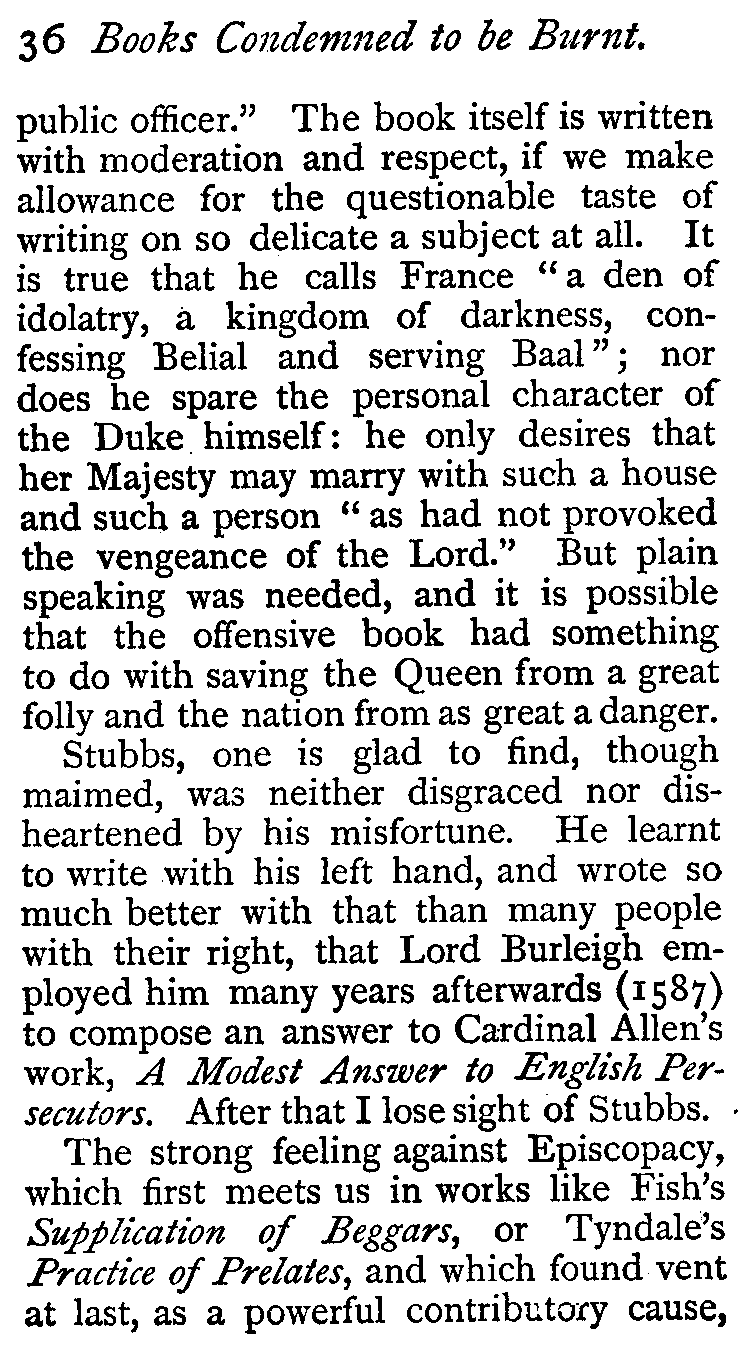 36 Books Condemned to be Burnt.
public officer.” The book itself is written
with moderation and respect, if we make
allowance for the questionable taste of
writing on so delicate a subject at all. It
is true that he calls France “a den of
idolatry, a kingdom of darkness, con-
fessing Belial and serving Baal”; nor
does he spare the personal character of
the Duke himself: he only desires that
her Majesty may marry with such a house
and such a person “as had not provoked
the vengeance of the Lord.” But plain
speaking was needed, and it is possible
that the offensive book had something
to do with saving the Queen from a great
folly and the nation from as great a danger.
Stubbs, one is glad to find, though
maimed, was neither disgraced nor dis-
heartened by his misfortune. He learnt
to write with his left hand, and wrote so
much better with that than many people
with their right, that Lord Burleigh em-
ployed him many years afterwards (1587)
to compose an answer to Cardinal Allen’s
work, A Modest Answer to English Per-
secutors. After that I lose sight of Stubbs.
The strong feeling against Episcopacy,
which first meets us in works like Fish’s
Supplication of Beggars, or Tyndale’s
Practice of Prelates, and which found vent
at last, as a powerful contributory cause,